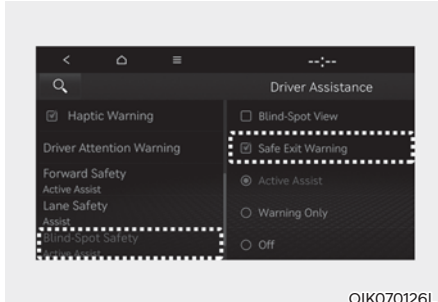 --:--
Driver Assistance
Haptic Warning
Driver Attention Warning
Forward Safety
Active Assist
Lane Safety
Assist
Blind-Spot Safety
Active Assist
Blind-Spot View
Safe Exit Warning
Active Assist
Warning Only
Off
OIK070126L